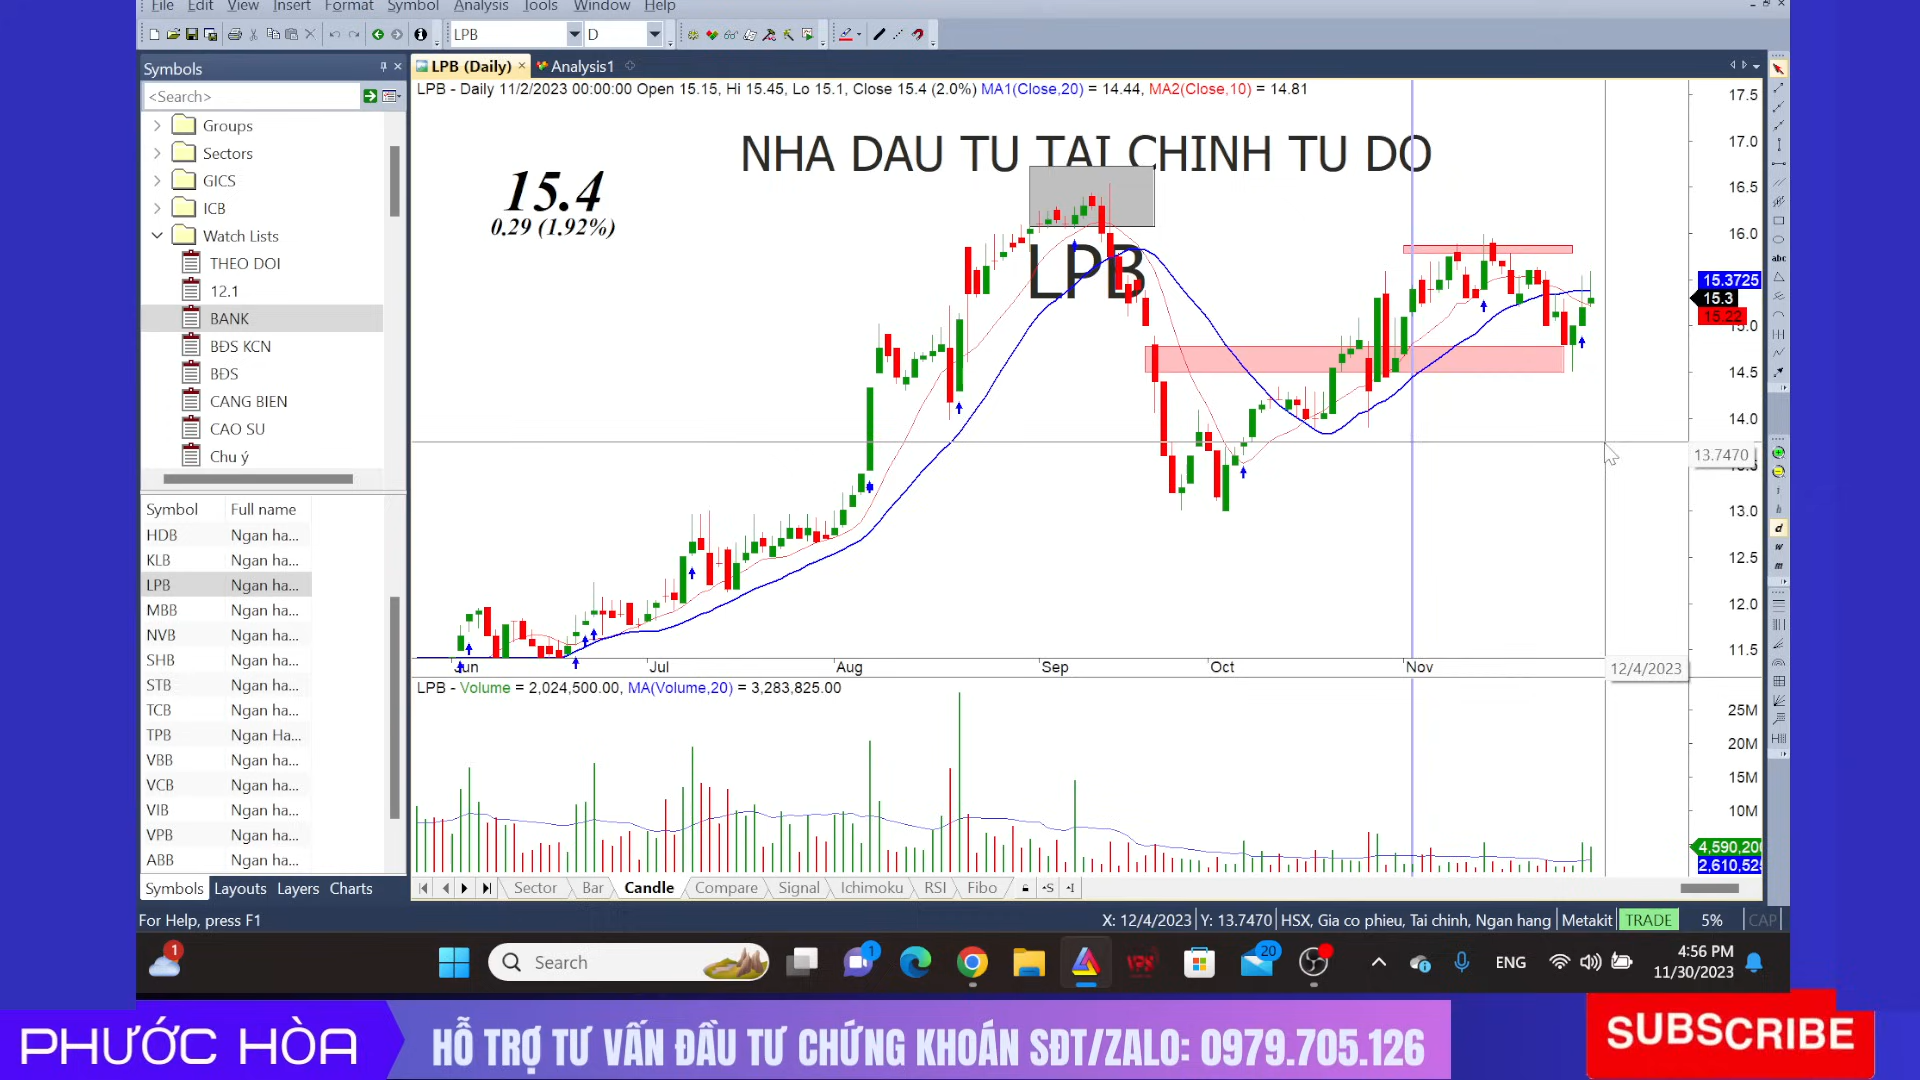 File Edit View Insert Format Symbol Analysis Tools Window Help
LPB D
Symbols
LPB (Daily) Analysis1
<Search>
LPB - Daily 11/2/2023 00:00:00 Open 15.15, Hi 15.45, Lo 15.1, Close 15.4 (2.0%) MA1(Close,20) = 14.44, MA2(Close,10) = 14.81
Groups
Sectors
GICS
ICB
Watch Lists
THEO DOI
12.1
BANK
BĐS KCN
BĐS
CANG BIEN
CAO SU
Chu ý
NHA DAU TU TAI CHINH TU DO
LPB
15.4
0.29 (1.92%)
17.5
17.0
16.5
16.0
15.3725
15.3
15.22
15.0
14.5
14.0
13.7470
13.0
12.5
12.0
11.5
Jun Jul Aug Sep Oct Nov 12/4/2023
Symbol Full name
HDB Ngan ha...
KLB Ngan ha...
LPB Ngan ha...
MBB Ngan ha...
NVB Ngan ha...
SHB Ngan ha...
STB Ngan ha...
TCB Ngan ha...
TPB Ngan Ha...
VBB Ngan ha...
VCB Ngan ha...
VIB Ngan ha...
VPB Ngan ha...
ABB Ngan ha...
LPB - Volume = 2,024,500.00, MA(Volume,20) = 3,283,825.00
25M
20M
15M
10M
4,590,20
2,610,52
abc
d
w
m
Symbols Layouts Layers Charts
Sector Bar Candle Compare Signal Ichimoku RSI Fibo
For Help, press F1
X: 12/4/2023 Y: 13.7470 HSX, Gia co phieu, Tai chinh, Ngan hang Metakit TRADE 5% CAP
1
Search
1
20
ENG
4:56 PM
11/30/2023
PHƯỚC HÒA
HỖ TRỢ TƯ VẤN ĐẦU TƯ CHỨNG KHOÁN SĐT/ZALO: 0979.705.126
SUBSCRIBE